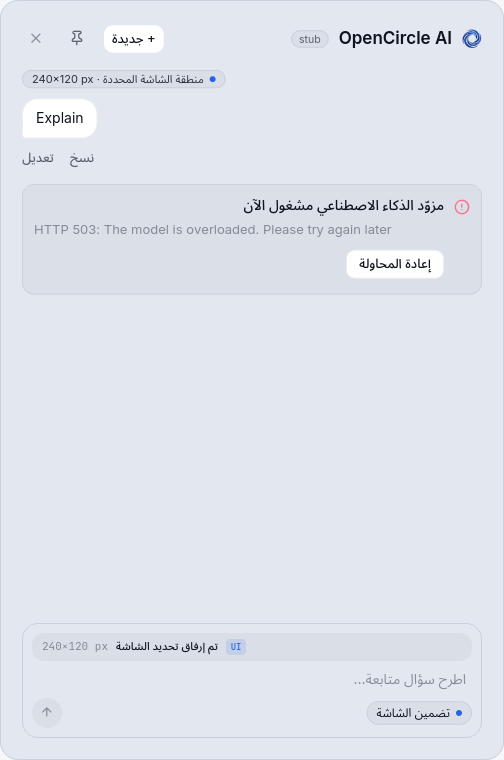 OpenCircle AI
stub
+ جديدة
منطقة الشاشة المحددة · 240×120 px
Explain
نسخ
تعديل
مزوّد الذكاء الاصطناعي مشغول الآن
HTTP 503: The model is overloaded. Please try again later
إعادة المحاولة
UI
تم إرفاق تحديد الشاشة
240×120 px
اطرح سؤال متابعة...
تضمين الشاشة